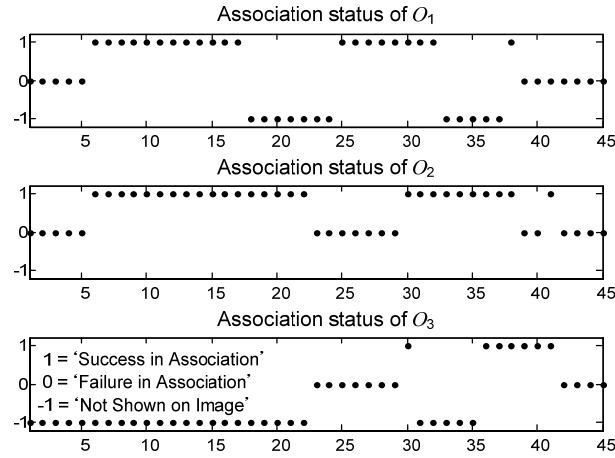 Association status of O1
1
0
-1
5 10 15 20 25 30 35 40 45
Association status of O2
1
0
-1
5 10 15 20 25 30 35 40 45
Association status of O3
1
0
-1
1 = ‘Success in Association’
0 = ‘Failure in Association’
-1 = ‘Not Shown on Image’
5 10 15 20 25 30 35 40 45